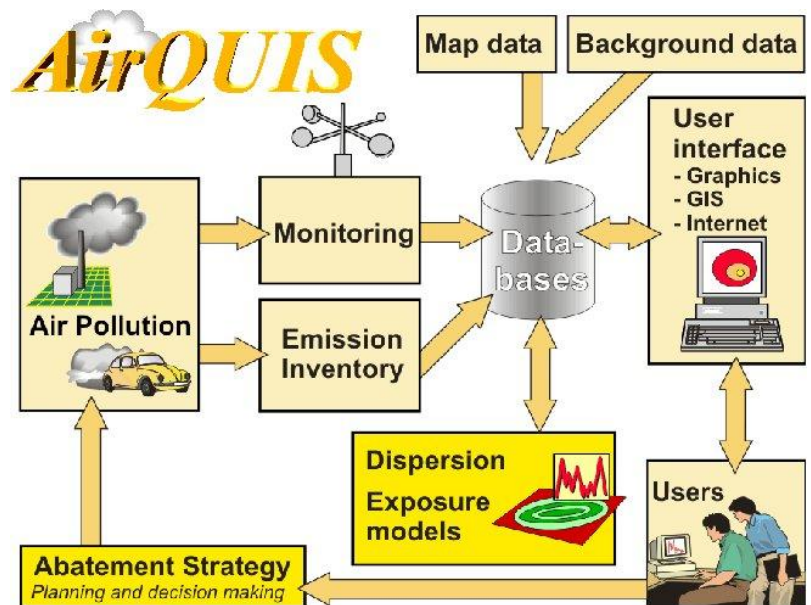 AirQUIS
Map data
Background data
User
interface
- Graphics
- GIS
- Internet
Monitoring
Data-
bases
Air Pollution
Emission
Inventory
Dispersion
Exposure
models
Users
Abatement Strategy
Planning and decision making